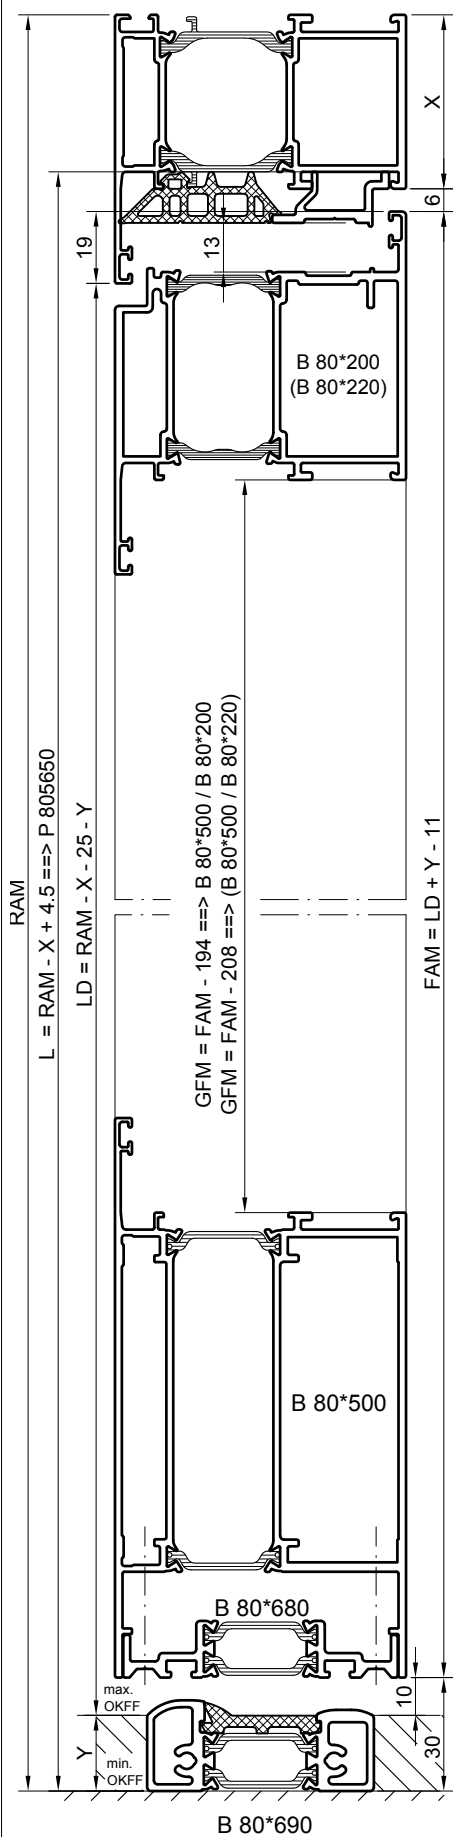 X
6
19
13
B 80*200
(B 80*220)
RAM
L = RAM - X + 4.5 ==> P 805650
LD = RAM - X - 25 - Y
GFM = FAM - 194 ==> B 80*500 / B 80*200
GFM = FAM - 208 ==> (B 80*500 / B 80*220)
FAM = LD + Y - 11
B 80*500
B 80*680
max.
OKFF
10
Y
min.
OKFF
30
B 80*690